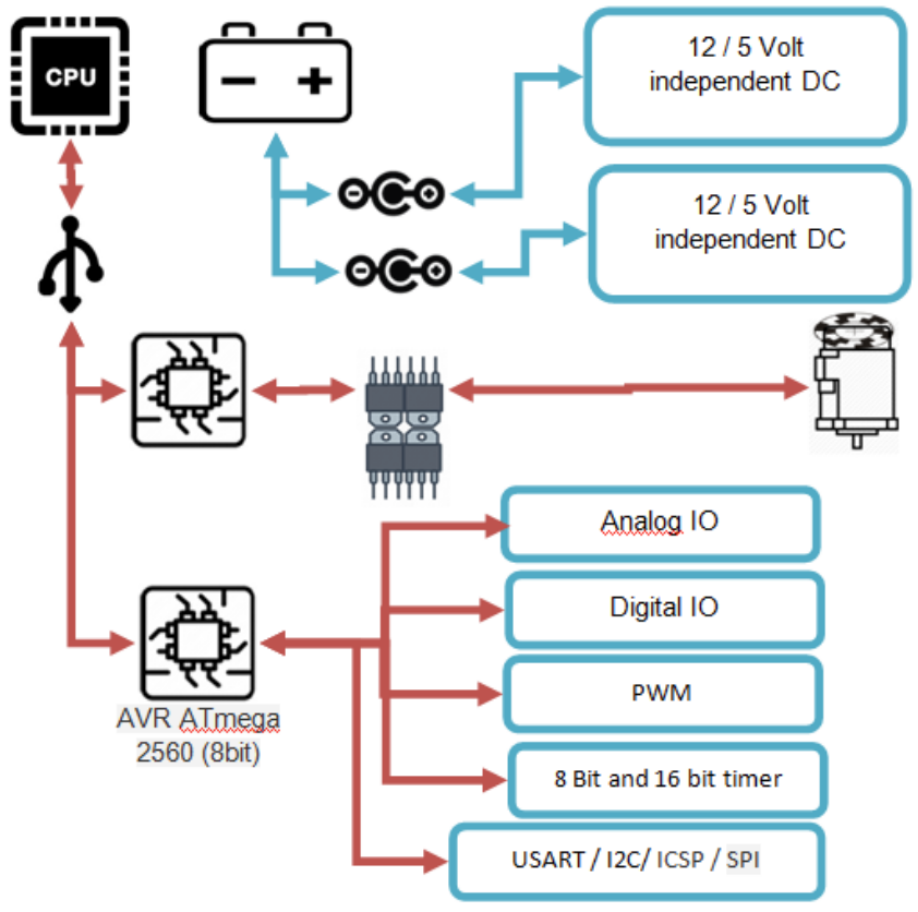 CPU
12 / 5 Volt
independent DC
12 / 5 Volt
independent DC
Analog IO
Digital IO
PWM
8 Bit and 16 bit timer
USART / I2C/ ICSP / SPI
AVR ATmega
2560 (8bit)